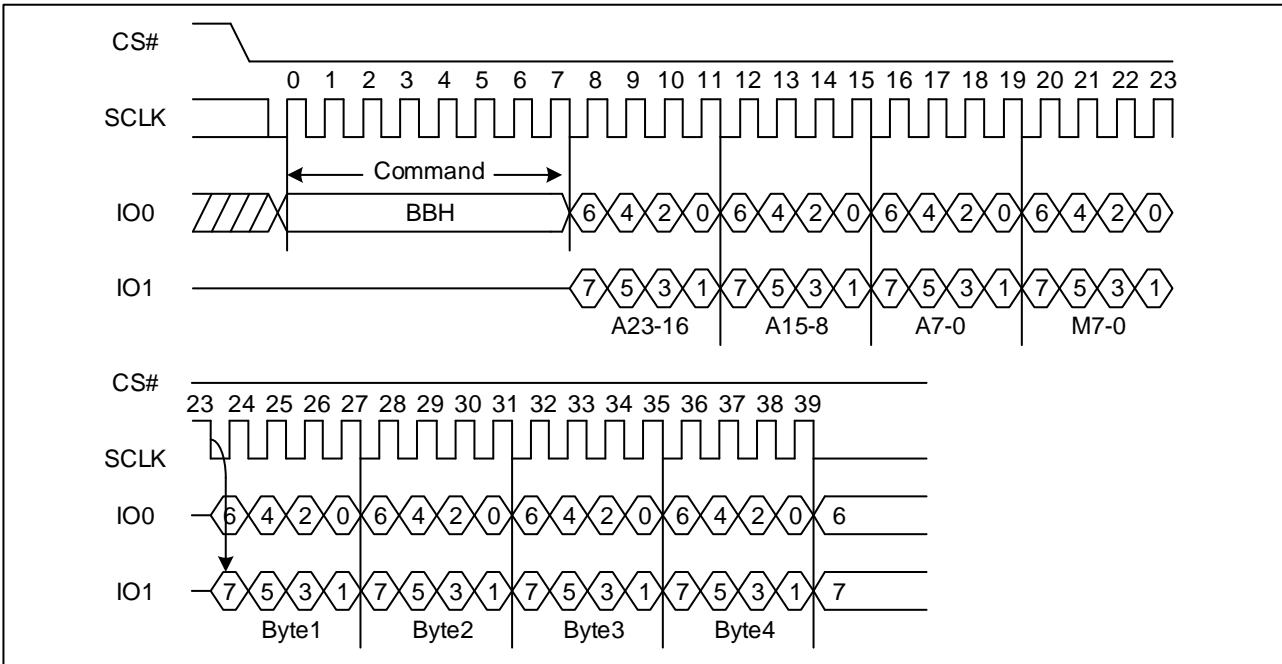 CS#
0 1 2 3 4 5 6 7 8 9 10 11 12 13 14 15 16 17 18 19 20 21 22 23
SCLK
Command
IO0 BBH 6 4 2 0 6 4 2 0 6 4 2 0 6 4 2 0
IO1 7 5 3 1 7 5 3 1 7 5 3 1 7 5 3 1
A23-16 A15-8 A7-0 M7-0
CS#
23 24 25 26 27 28 29 30 31 32 33 34 35 36 37 38 39
SCLK
IO0 6 4 2 0 6 4 2 0 6 4 2 0 6 4 2 0 6
IO1 7 5 3 1 7 5 3 1 7 5 3 1 7 5 3 1 7
Byte1 Byte2 Byte3 Byte4